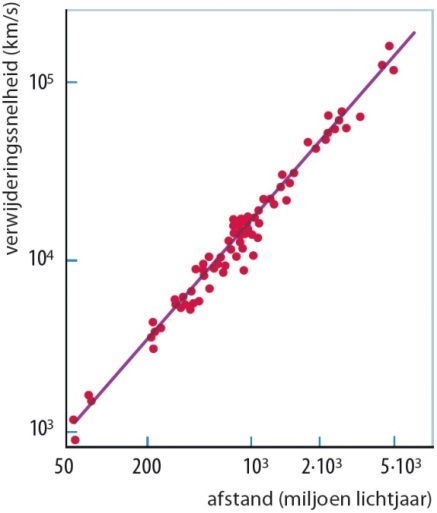 verwijderingssnelheid (km/s)
10⁵
10⁴
10³
50 200 10³ 2·10³ 5·10³
afstand (miljoen lichtjaar)